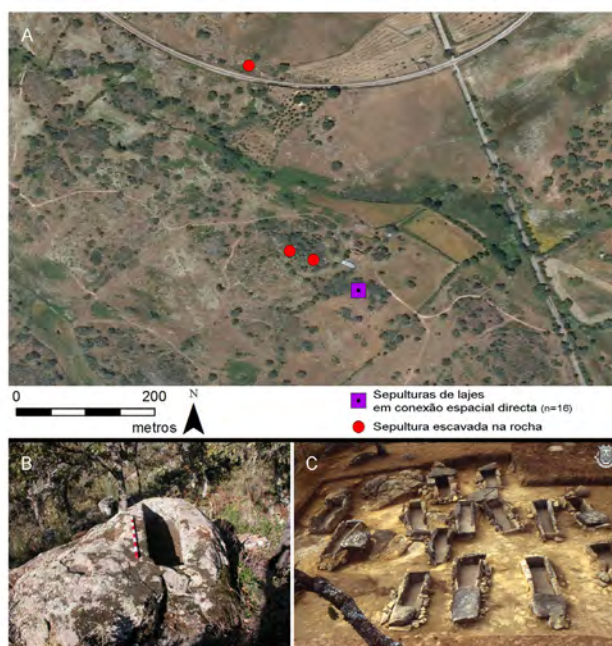 A
0
200
metros
N
Sepulturas de lajes
em conexão espacial directa (n=16)
Sepultura escavada na rocha
B
C